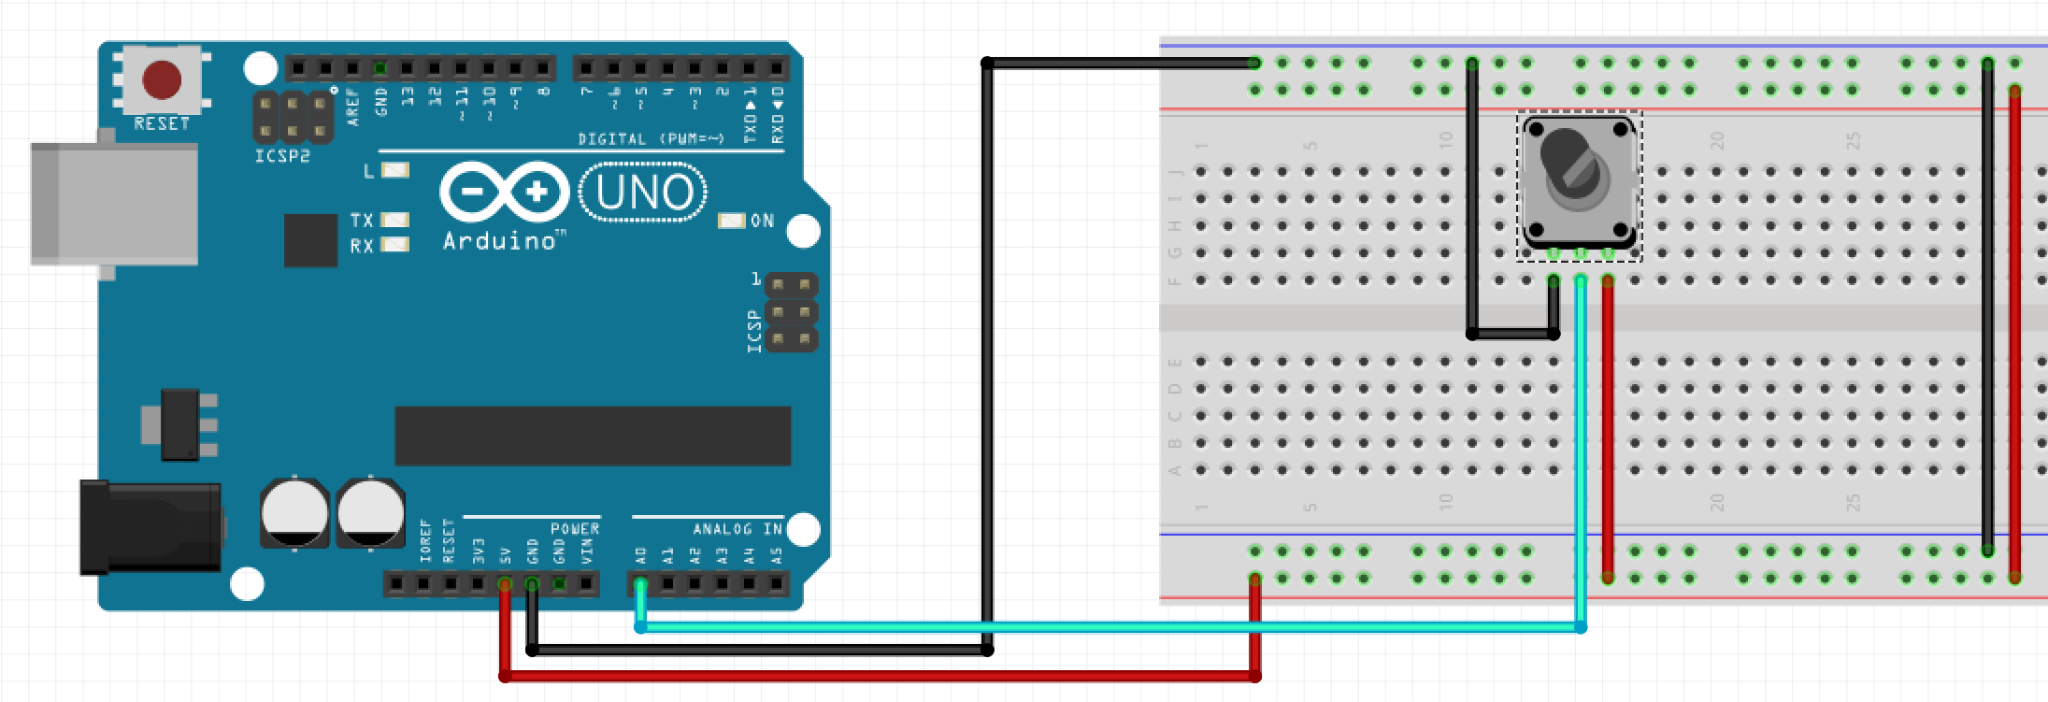 RESET
ICSP2
AREF
GND
13
12
~11
~10
~9
8
7
~6
~5
4
~3
2
TXD▶1
RXD◀0
DIGITAL (PWM=~)
L
TX
RX
UNO
Arduino™
ON
1
ICSP
IOREF
RESET
3V3
5V
GND
GND
VIN
POWER
ANALOG IN
A0
A1
A2
A3
A4
A5
1 5 10 20 25
J
I
H
G
F
E
D
C
B
A
1 5 10 20 25